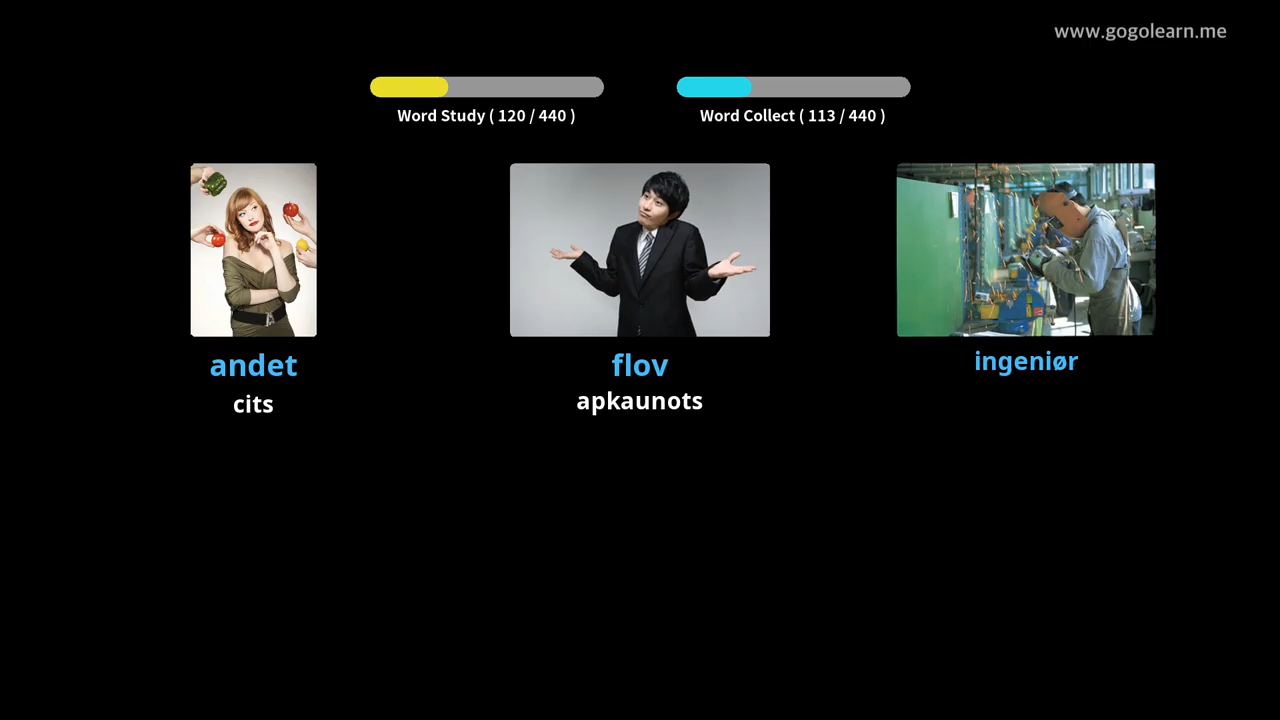 www.gogolearn.me
Word Study ( 120 / 440 )
Word Collect ( 113 / 440 )
andet
flov
ingeniør
cits
apkaunots